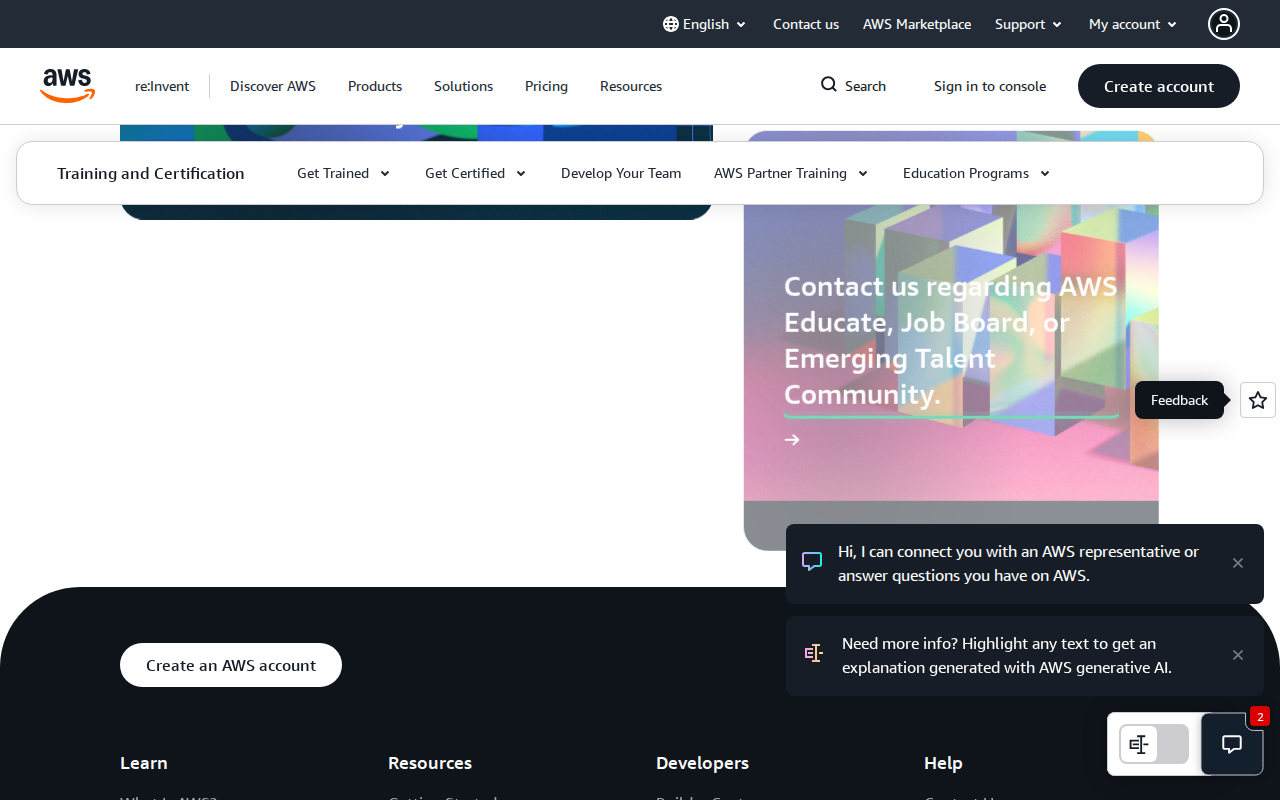 English
Contact us
AWS Marketplace
Support
My account
aws
re:Invent
Discover AWS
Products
Solutions
Pricing
Resources
Search
Sign in to console
Create account
Training and Certification
Get Trained
Get Certified
Develop Your Team
AWS Partner Training
Education Programs
Contact us regarding AWS
Educate, Job Board, or
Emerging Talent
Community.
Feedback
Hi, I can connect you with an AWS representative or
answer questions you have on AWS.
Need more info? Highlight any text to get an
explanation generated with AWS generative AI.
2
Create an AWS account
Learn
Resources
Developers
Help